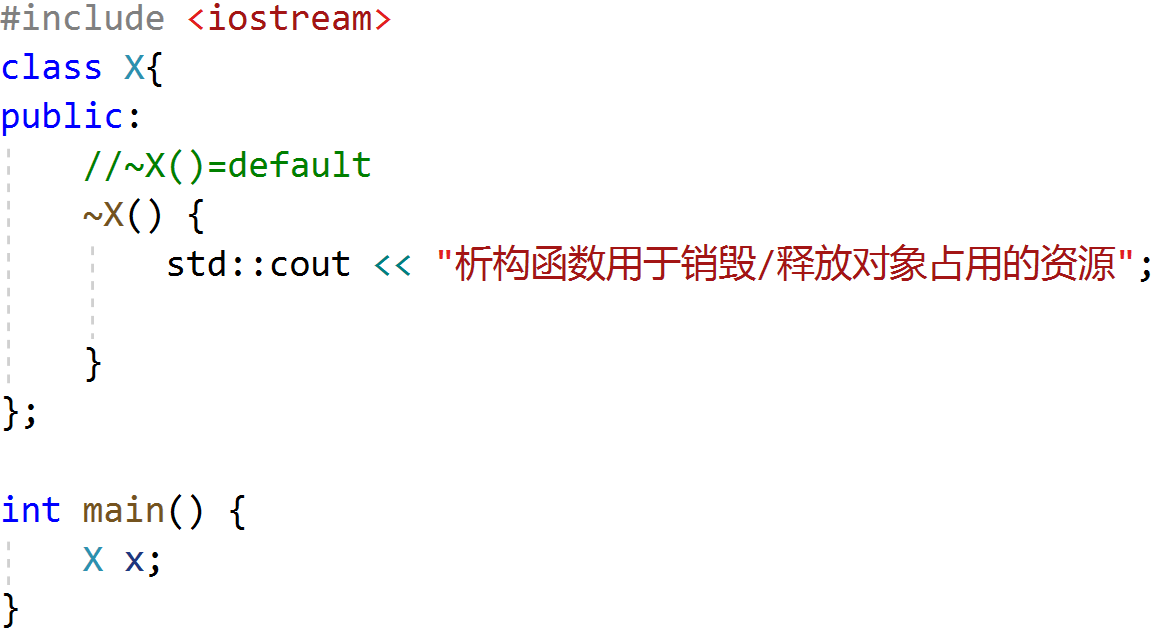 #include <iostream>
class X{
public:
    //~X()=default
    ~X() {
        std::cout << "析构函数用于销毁/释放对象占用的资源";
    }
};
int main() {
    X x;
}